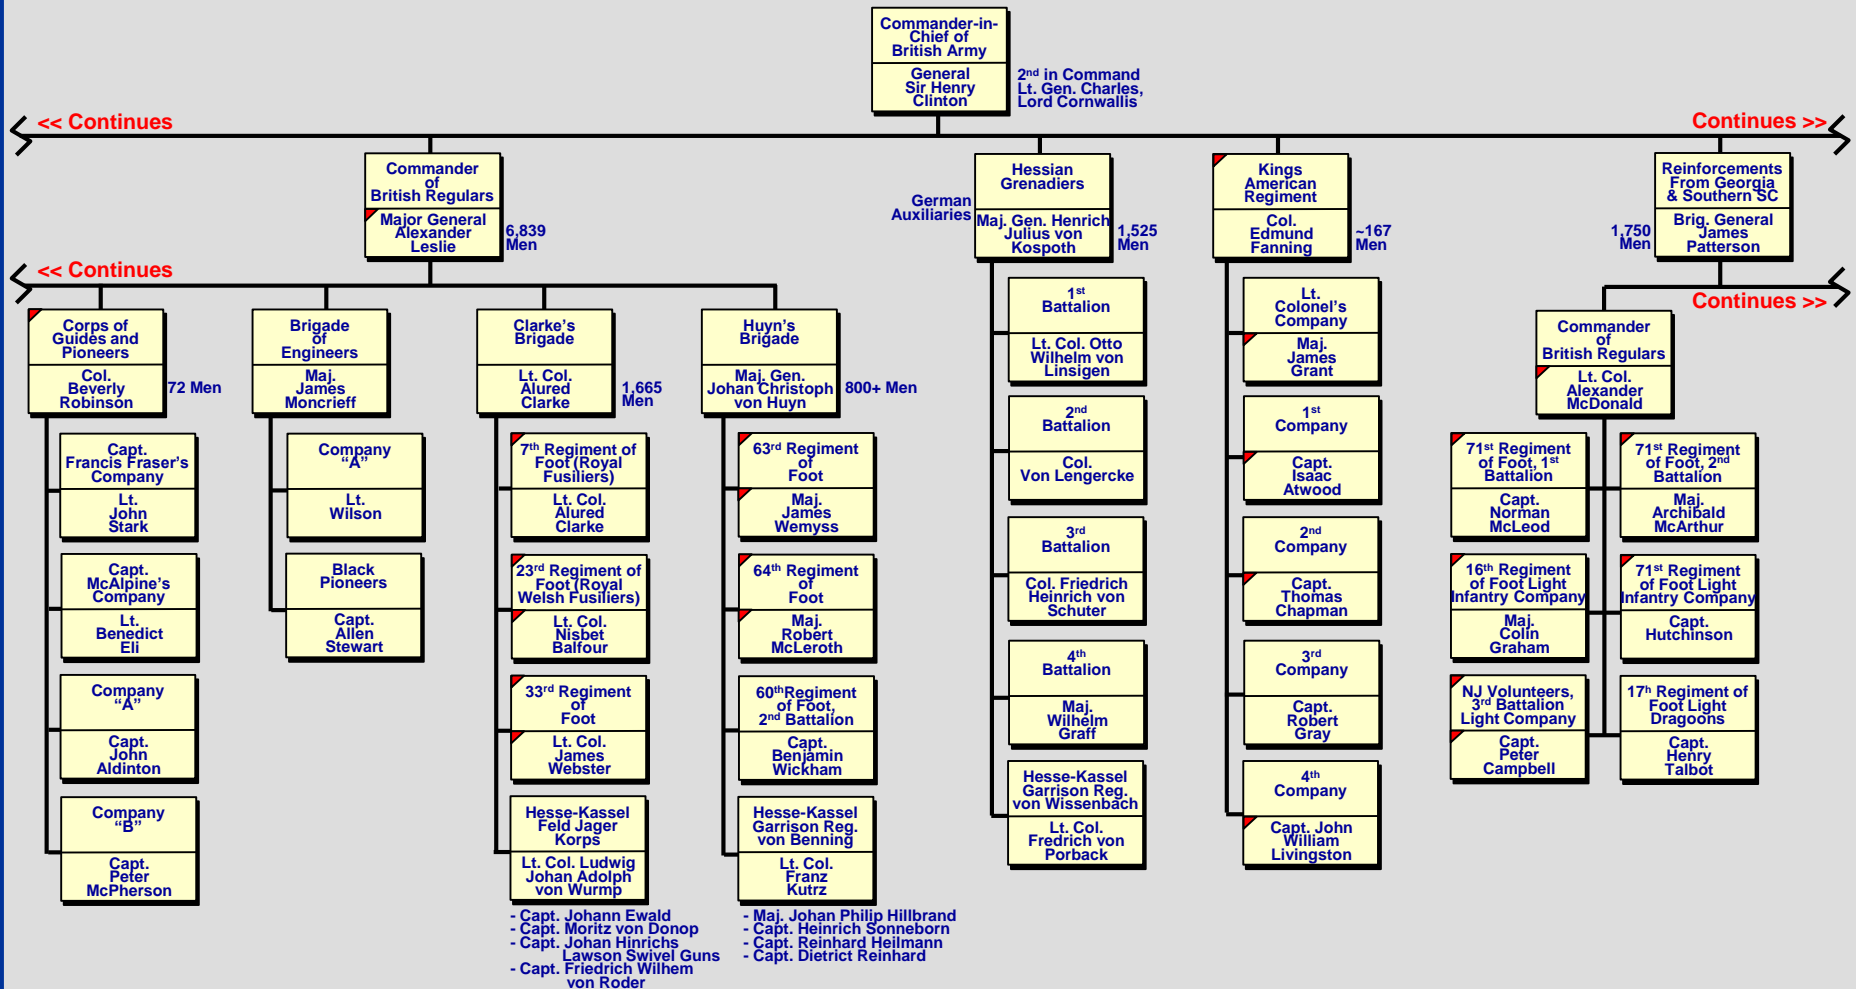 Commander-in-
Chief of
British Army
General
Sir Henry
Clinton
2nd in Command
Lt. Gen. Charles,
Lord Cornwallis
<< Continues
Continues >>
Commander
of
British Regulars
Major General
Alexander
Leslie
6,839
Men
German
Auxiliaries
Hessian
Grenadiers
Maj. Gen. Henrich
Julius von
Kospoth
1,525
Men
Kings
American
Regiment
Col.
Edmund
Fanning
~167
Men
1,750
Men
Reinforcements
From Georgia
& Southern SC
Brig. General
James
Patterson
<< Continues
Continues >>
Corps of
Guides and
Pioneers
Col.
Beverly
Robinson
72 Men
Capt.
Francis Fraser's
Company
Lt.
John
Stark
Capt.
McAlpine's
Company
Lt.
Benedict
Eli
Company
“A”
Capt.
John
Aldinton
Company
“B”
Capt.
Peter
McPherson
Brigade
of
Engineers
Maj.
James
Moncrieff
Company
“A”
Lt.
Wilson
Black
Pioneers
Capt.
Allen
Stewart
Clarke's
Brigade
Lt. Col.
Alured
Clarke
1,665
Men
7th Regiment of
Foot (Royal
Fusiliers)
Lt. Col.
Alured
Clarke
23rd Regiment of
Foot (Royal
Welsh Fusiliers)
Lt. Col.
Nisbet
Balfour
33rd Regiment
of
Foot
Lt. Col.
James
Webster
Hesse-Kassel
Feld Jager
Korps
Lt. Col. Ludwig
Johan Adolph
von Wurmp
- Capt. Johann Ewald
- Capt. Moritz von Donop
- Capt. Johan Hinrichs
Lawson Swivel Guns
- Capt. Friedrich Wilhem
von Roder
Huyn's
Brigade
Maj. Gen.
Johan Christoph
von Huyn
800+ Men
63rd Regiment
of
Foot
Maj.
James
Wemyss
64th Regiment
of
Foot
Maj.
Robert
McLeroth
60thRegiment
of Foot,
2nd Battalion
Capt.
Benjamin
Wickham
Hesse-Kassel
Garrison Reg.
von Benning
Lt. Col.
Franz
Kutrz
- Maj. Johan Philip Hillbrand
- Capt. Heinrich Sonneborn
- Capt. Reinhard Heilmann
- Capt. Dietrict Reinhard
1st
Battalion
Lt. Col. Otto
Wilhelm von
Linsigen
2nd
Battalion
Col.
Von Lengercke
3rd
Battalion
Col. Friedrich
Heinrich von
Schuter
4th
Battalion
Maj.
Wilhelm
Graff
Hesse-Kassel
Garrison Reg.
von Wissenbach
Lt. Col.
Fredrich von
Porback
Lt.
Colonel's
Company
Maj.
James
Grant
1st
Company
Capt.
Isaac
Atwood
2nd
Company
Capt.
Thomas
Chapman
3rd
Company
Capt.
Robert
Gray
4th
Company
Capt. John
William
Livingston
Commander
of
British Regulars
Lt. Col.
Alexander
McDonald
71st Regiment
of Foot, 1st
Battalion
Capt.
Norman
McLeod
71st Regiment
of Foot, 2nd
Battalion
Maj.
Archibald
McArthur
16th Regiment
of Foot Light
Infantry Company
Maj.
Colin
Graham
71st Regiment
of Foot Light
Infantry Company
Capt.
Hutchinson
NJ Volunteers,
3rd Battalion
Light Company
Capt.
Peter
Campbell
17h Regiment of
Foot Light
Dragoons
Capt.
Henry
Talbot